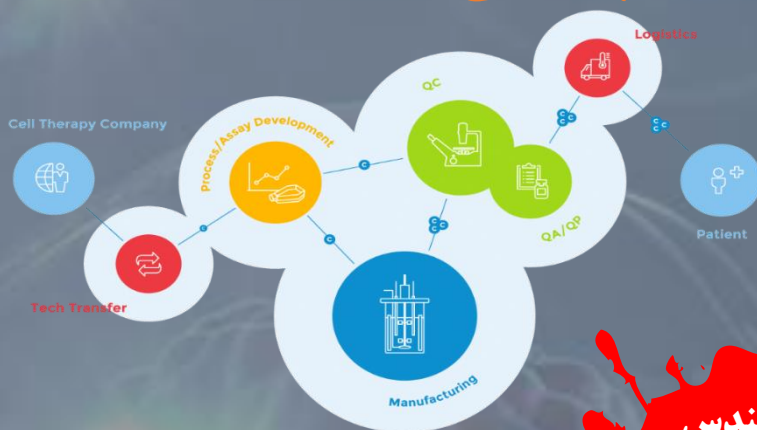 Logistics
QC
Cell Therapy Company
Process/Assay Development
C
C
C
C
C
C
C
C
C
C
C
C
QA/QP
Patient
Tech Transfer
Manufacturing